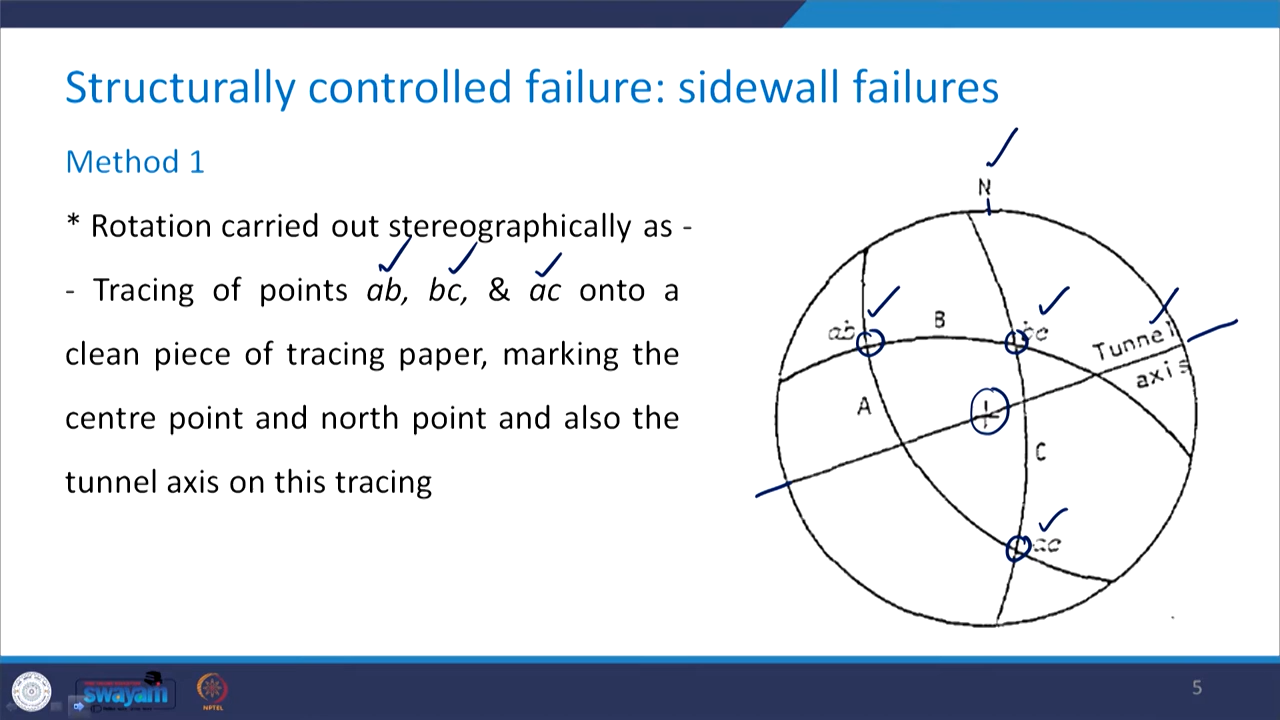 Structurally controlled failure: sidewall failures
Method 1
* Rotation carried out stereographically as -
- Tracing of points ab, bc, & ac onto a
clean piece of tracing paper, marking the
centre point and north point and also the
tunnel axis on this tracing
N
ab
B
bc
Tunnel
axis
A
C
ac
swayam
NPTEL
5